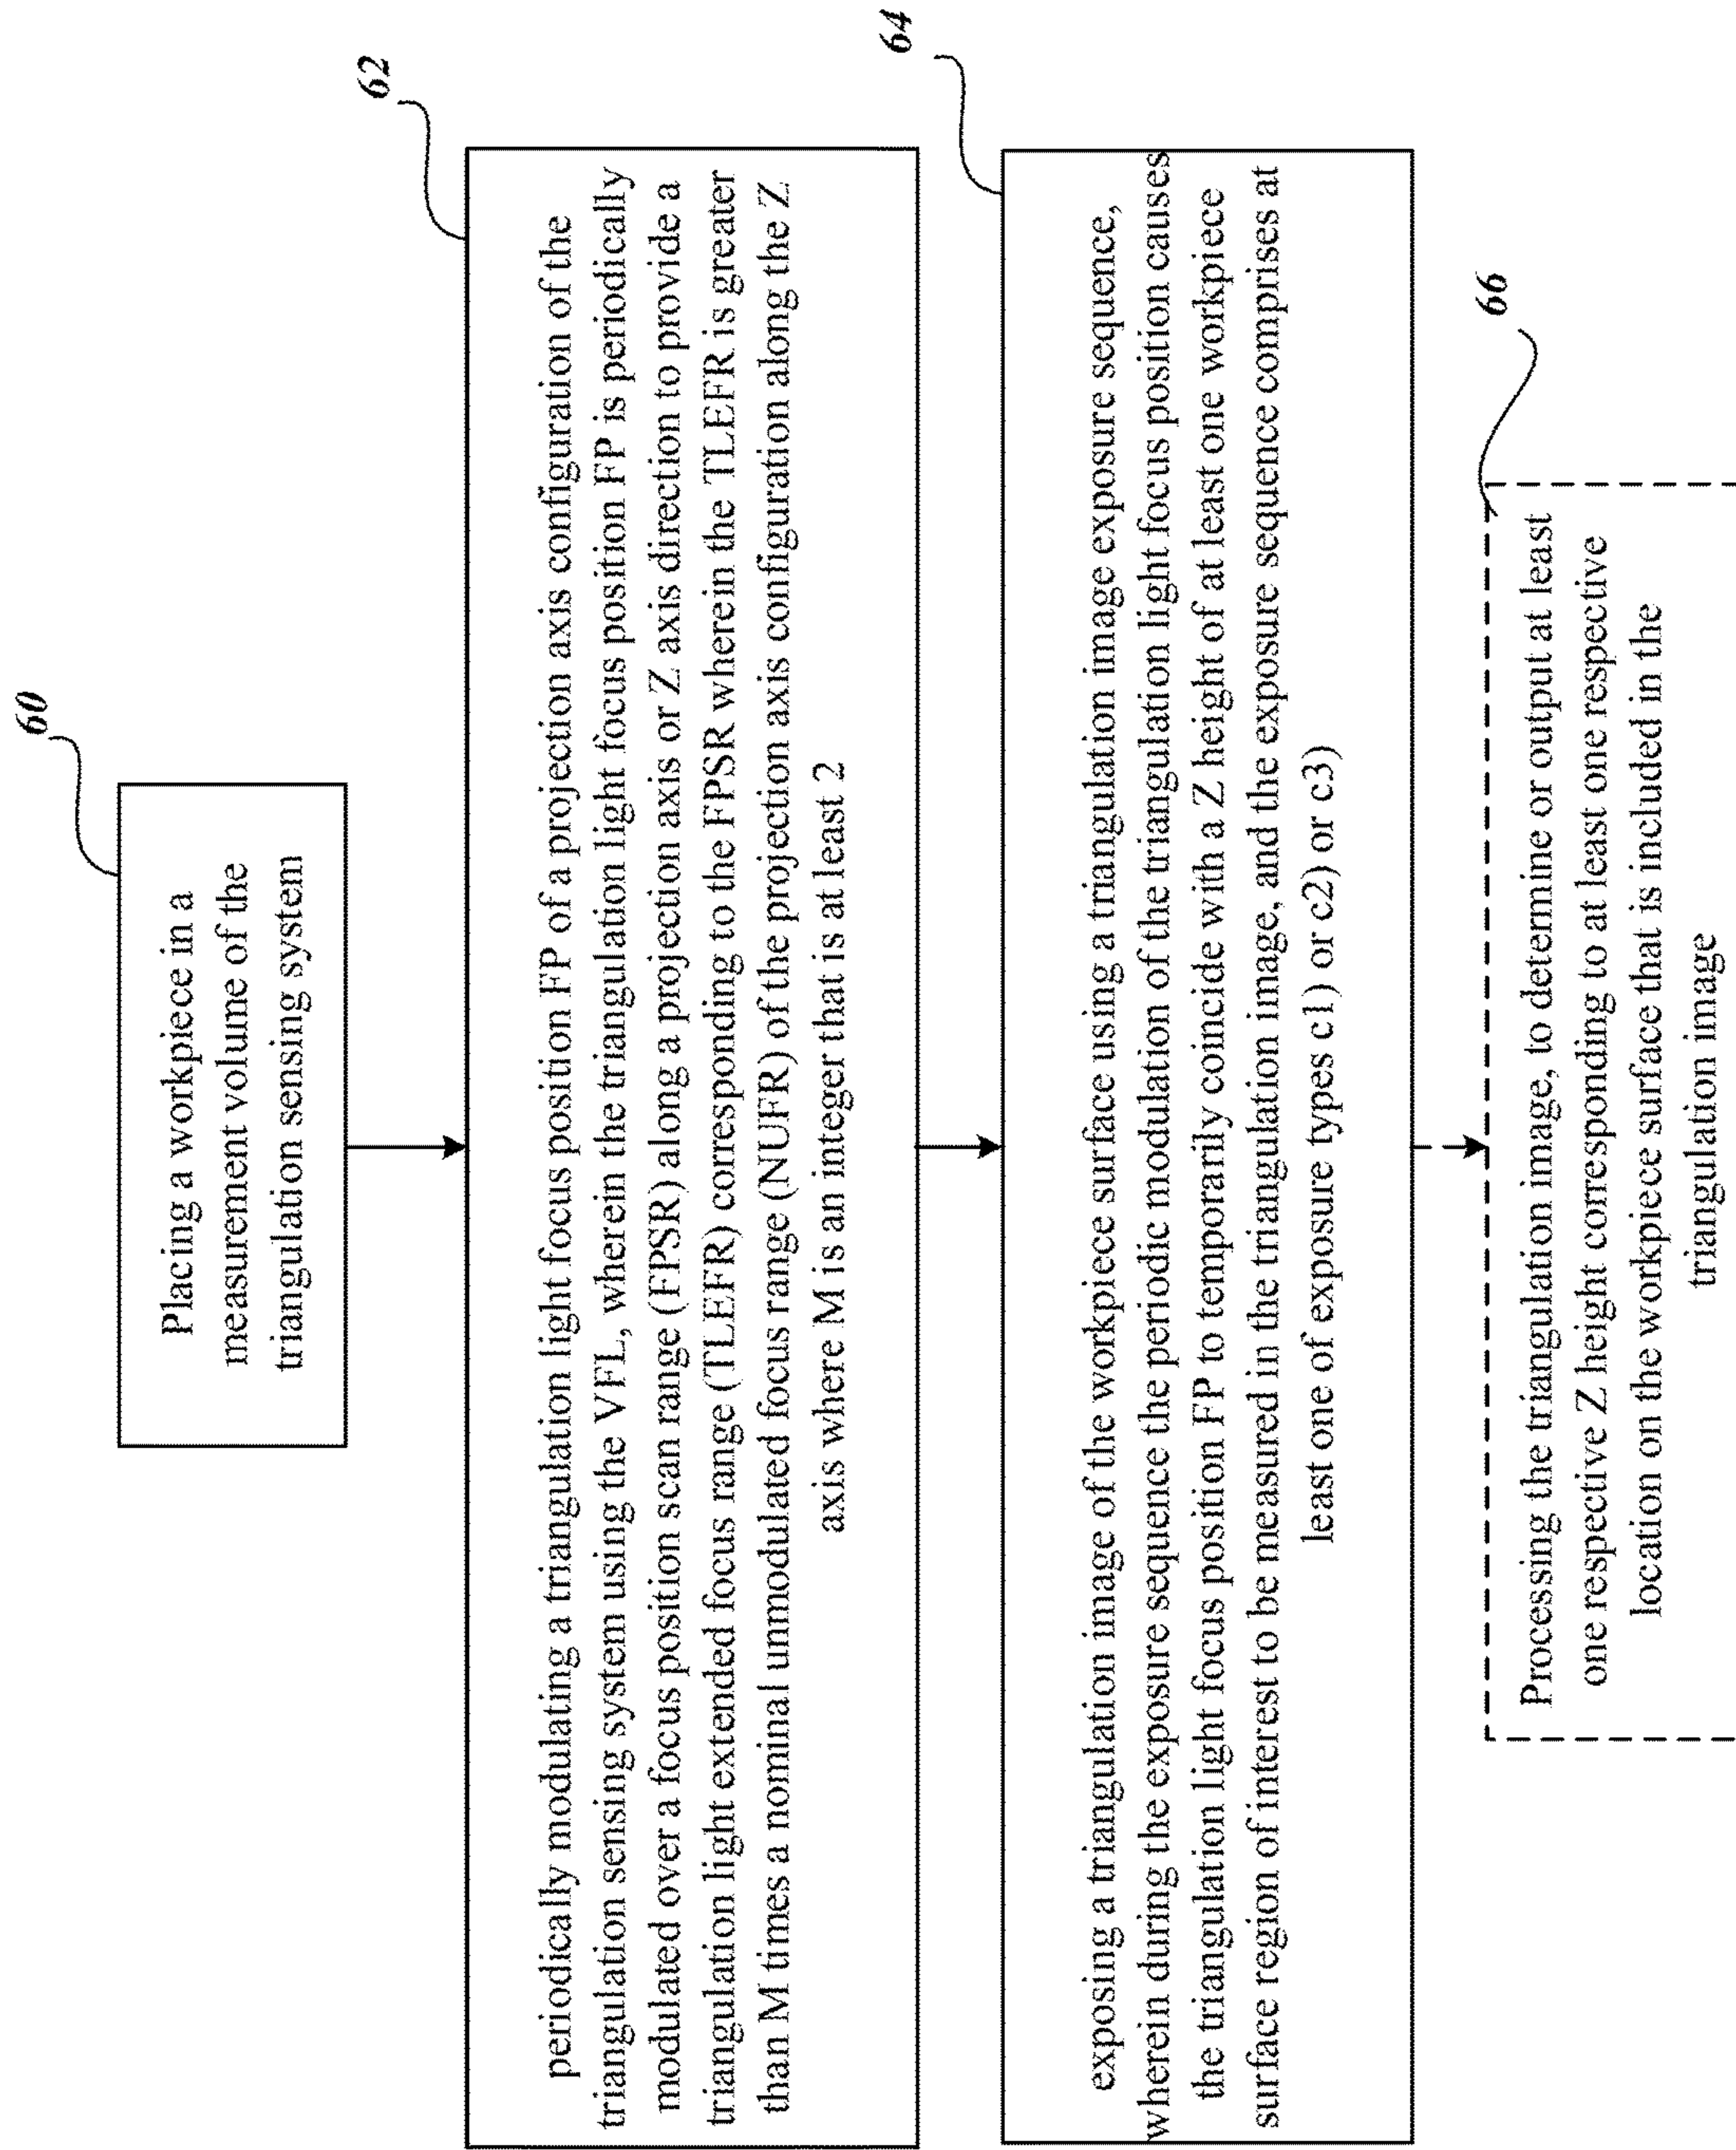 60
Placing a workpiece in a
measurement volume of the
triangulation sensing system
62
periodically modulating a triangulation light focus position FP of a projection axis configuration of the
triangulation sensing system using the VFL, wherein the triangulation light focus position FP is periodically
modulated over a focus position scan range (FPSR) along a projection axis or Z axis direction to provide a
triangulation light extended focus range (TLEFR) corresponding to the FPSR wherein the TLEFR is greater
than M times a nominal unmodulated focus range (NUFR) of the projection axis configuration along the Z
axis where M is an integer that is at least 2
64
exposing a triangulation image of the workpiece surface using a triangulation image exposure sequence,
wherein during the exposure sequence the periodic modulation of the triangulation light focus position causes
the triangulation light focus position FP to temporarily coincide with a Z height of at least one workpiece
surface region of interest to be measured in the triangulation image, and the exposure sequence comprises at
least one of exposure types c1) or c2) or c3)
66
Processing the triangulation image, to determine or output at least
one respective Z height corresponding to at least one respective
location on the workpiece surface that is included in the
triangulation image